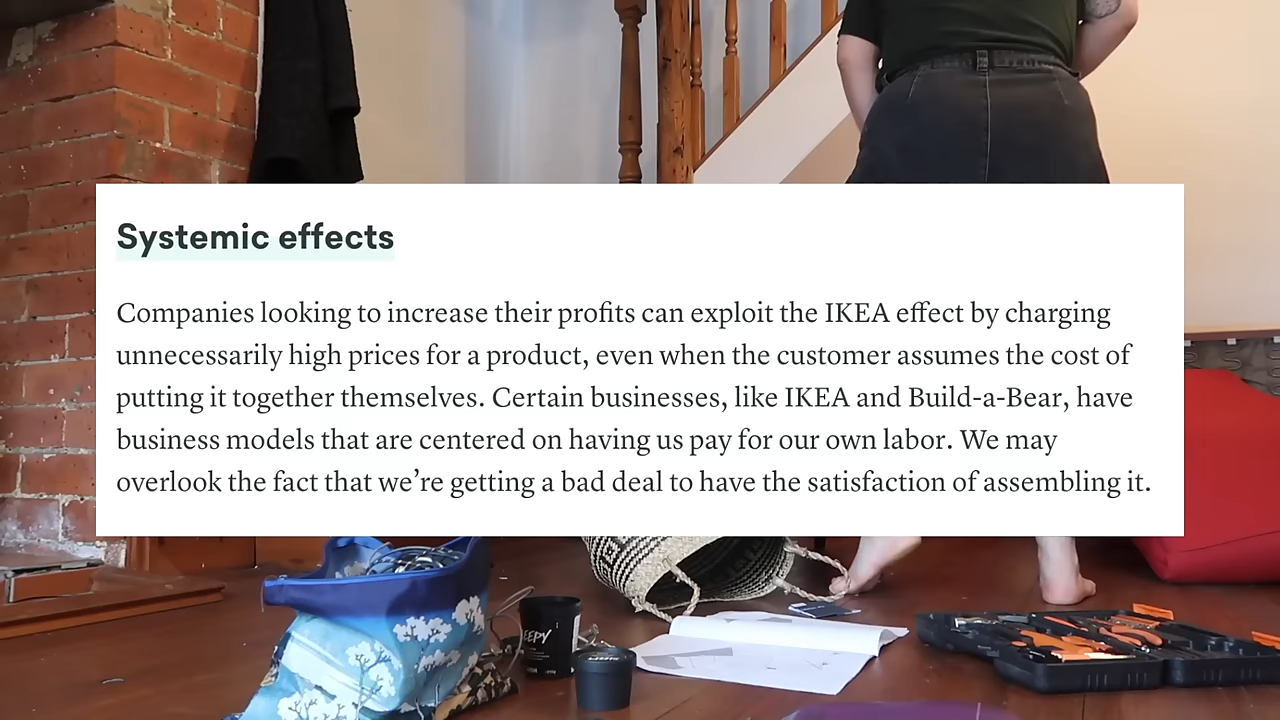 Systemic effects
Companies looking to increase their profits can exploit the IKEA effect by charging
unnecessarily high prices for a product, even when the customer assumes the cost of
putting it together themselves. Certain businesses, like IKEA and Build-a-Bear, have
business models that are centered on having us pay for our own labor. We may
overlook the fact that we’re getting a bad deal to have the satisfaction of assembling it.
EEPY